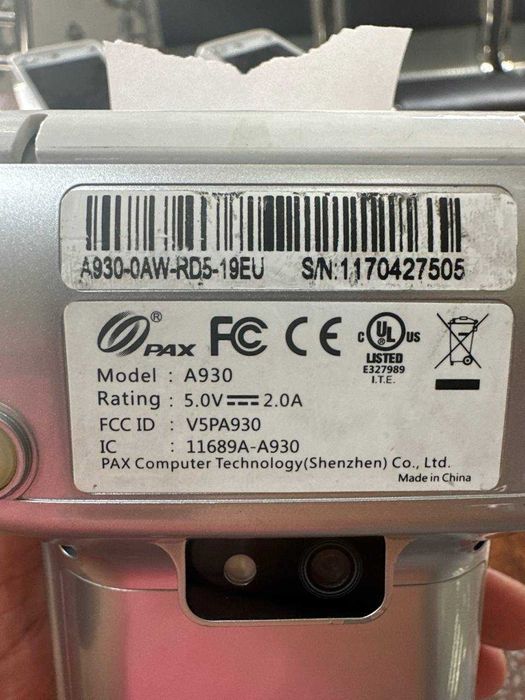 A930-0AW-RD5-19EU S/N:1170427505
® PAX FC CE c UL ® US
LISTED
E327989
I.T.E.
Model : A930
Rating : 5.0V⎓2.0A
FCC ID : V5PA930
IC : 11689A-A930
PAX Computer Technology(Shenzhen) Co., Ltd.
Made in China